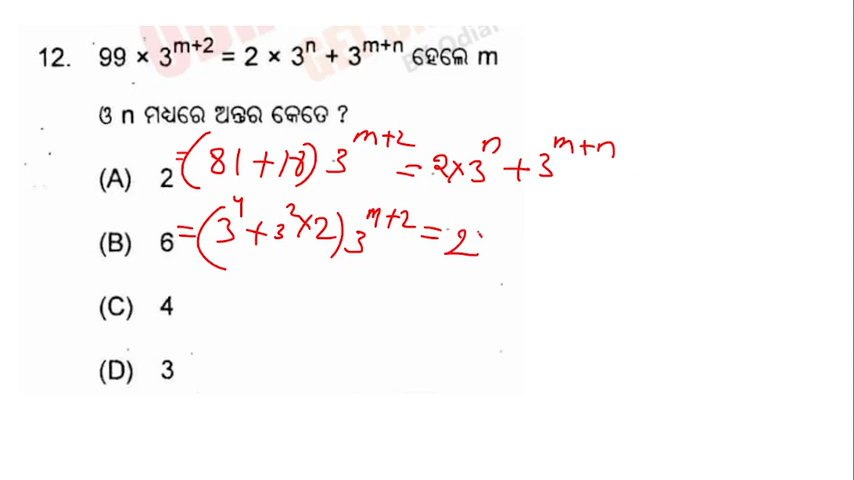 12. 99 × 3^{m+2} = 2 × 3^n + 3^{m+n} ହେଲେ m
ଓ n ମଧ୍ୟରେ ଅନ୍ତର କେତେ ?
=(81+18) 3^{m+2} = 2×3^n + 3^{m+n}
(A) 2
=(3^4 + 3^2×2) 3^{m+2} = 2
(B) 6
(C) 4
(D) 3